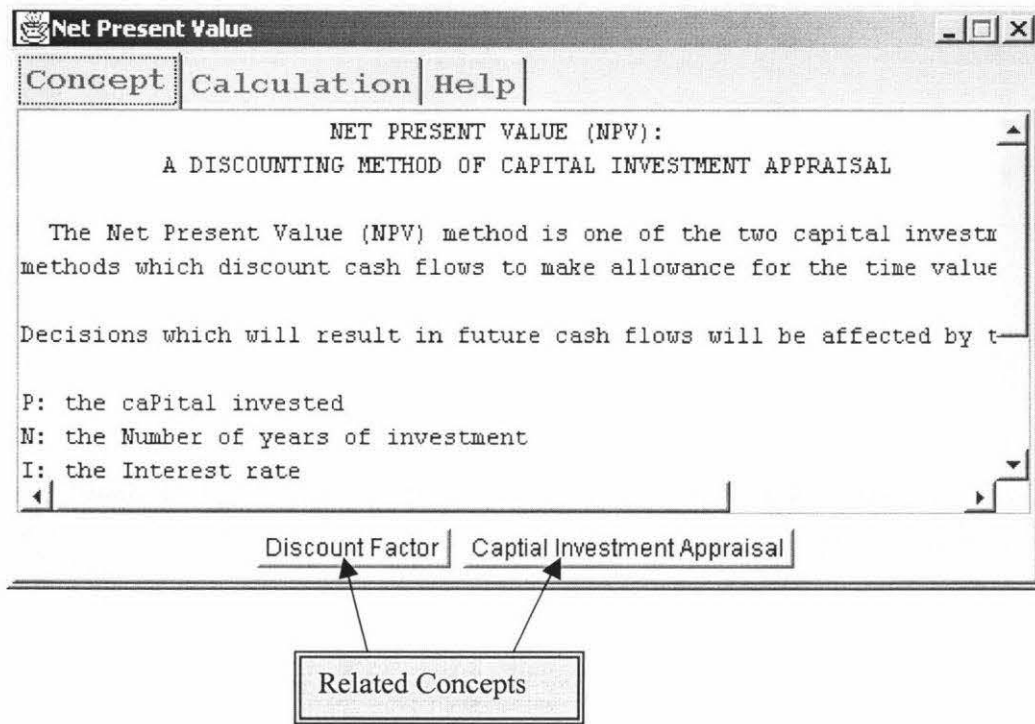 Net Present Value
Concept Calculation Help
NET PRESENT VALUE (NPV):
A DISCOUNTING METHOD OF CAPITAL INVESTMENT APPRAISAL
The Net Present Value (NPV) method is one of the two capital investm
methods which discount cash flows to make allowance for the time value
Decisions which will result in future cash flows will be affected by t
P: the caPital invested
N: the Number of years of investment
I: the Interest rate
Discount Factor Captial Investment Appraisal
Related Concepts